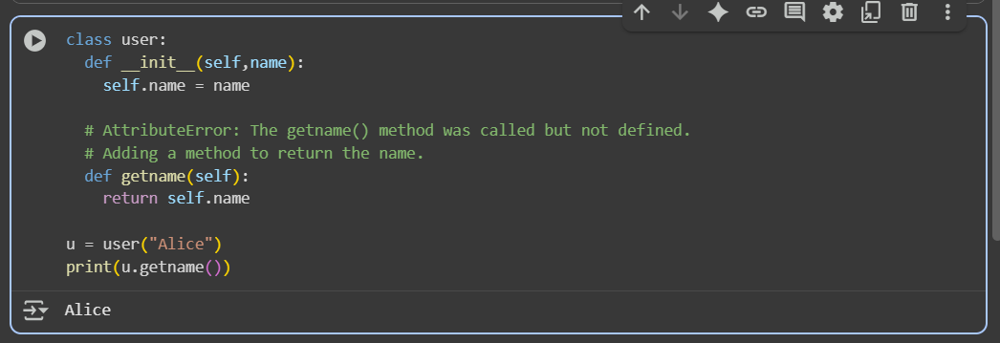 class user:
  def __init__(self,name):
    self.name = name

  # AttributeError: The getname() method was called but not defined.
  # Adding a method to return the name.
  def getname(self):
    return self.name

u = user("Alice")
print(u.getname())
Alice